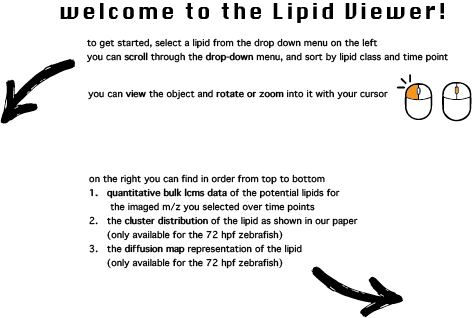 welcome to the Lipid Viewer!
to get started, select a lipid from the drop down menu on the left
you can scroll through the drop-down menu, and sort by lipid class and time point
you can view the object and rotate or zoom into it with your cursor
on the right you can find in order from top to bottom
1. quantitative bulk lcms data of the potential lipids for
the imaged m/z you selected over time points
2. the cluster distribution of the lipid as shown in our paper
(only available for the 72 hpf zebrafish)
3. the diffusion map representation of the lipid
(only available for the 72 hpf zebrafish)